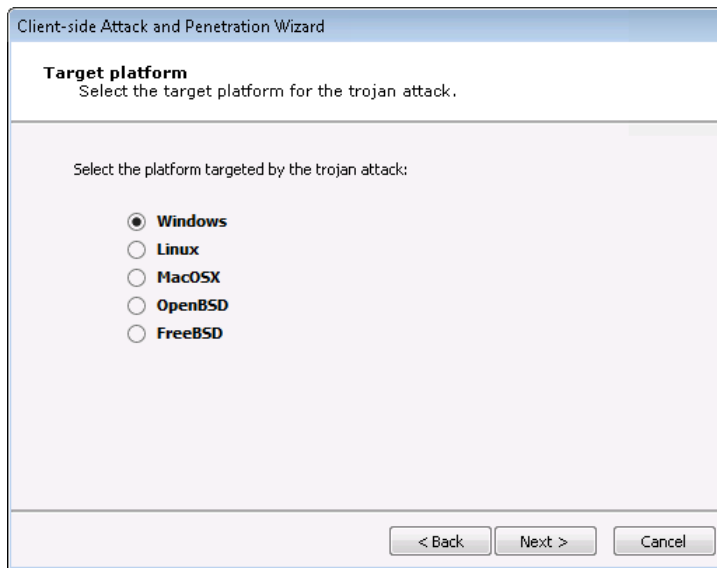 Client-side Attack and Penetration Wizard
Target platform
Select the target platform for the trojan attack.
Select the platform targeted by the trojan attack:
Windows
Linux
MacOSX
OpenBSD
FreeBSD
< Back Next > Cancel